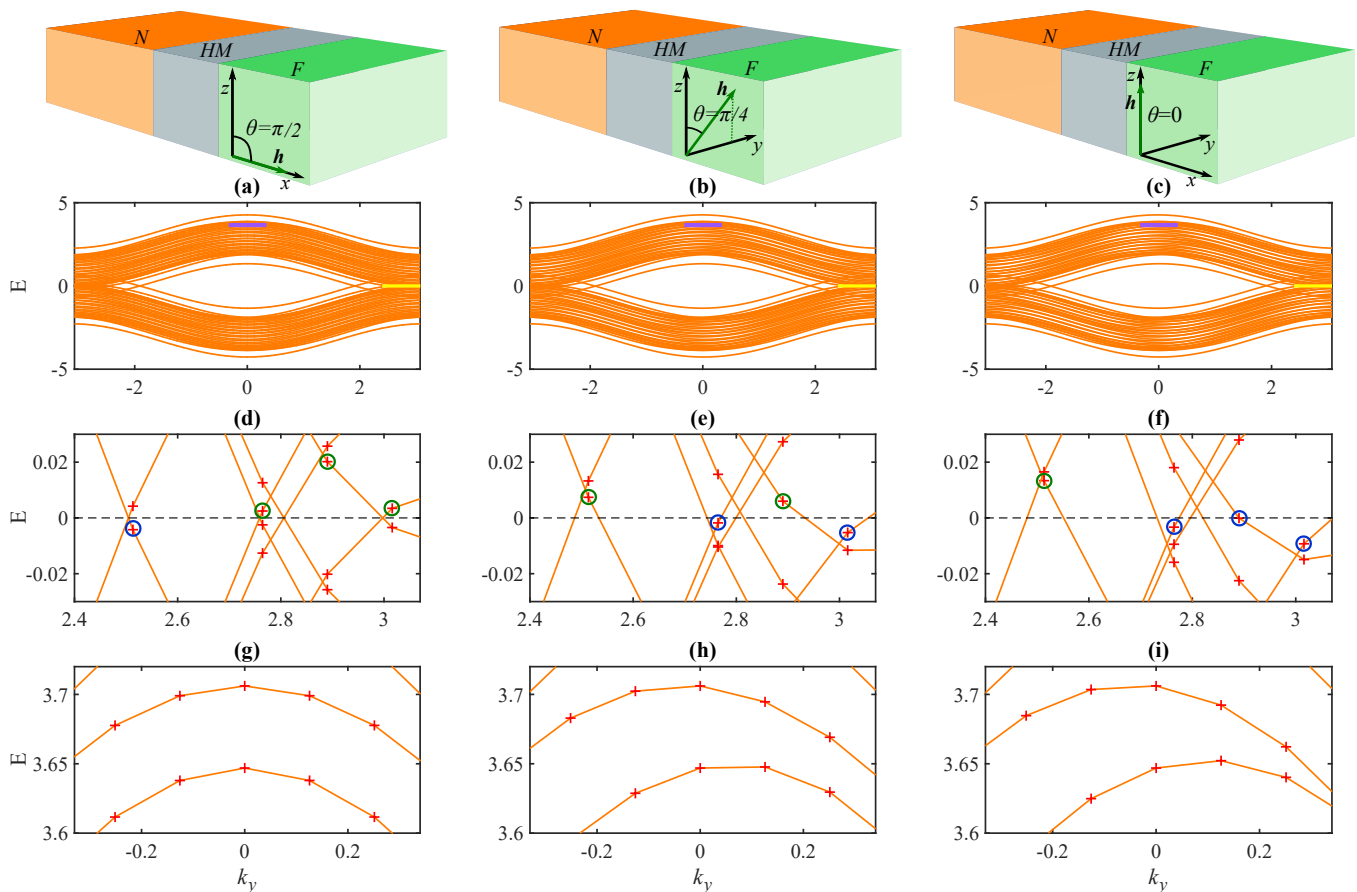 N HM F z θ=π/2 h x
N HM F z h θ=π/4 y
N HM F z h θ=0 y x
(a) (b) (c)
5 5 5
E 0 0 0
-5 -5 -5
-2 0 2 -2 0 2 -2 0 2
(d) (e) (f)
0.02 0.02 0.02
E 0 0 0
-0.02 -0.02 -0.02
2.4 2.6 2.8 3 2.4 2.6 2.8 3 2.4 2.6 2.8 3
(g) (h) (i)
3.7 3.7 3.7
E 3.65 3.65 3.65
3.6 3.6 3.6
-0.2 0 0.2 -0.2 0 0.2 -0.2 0 0.2
k_y k_y k_y